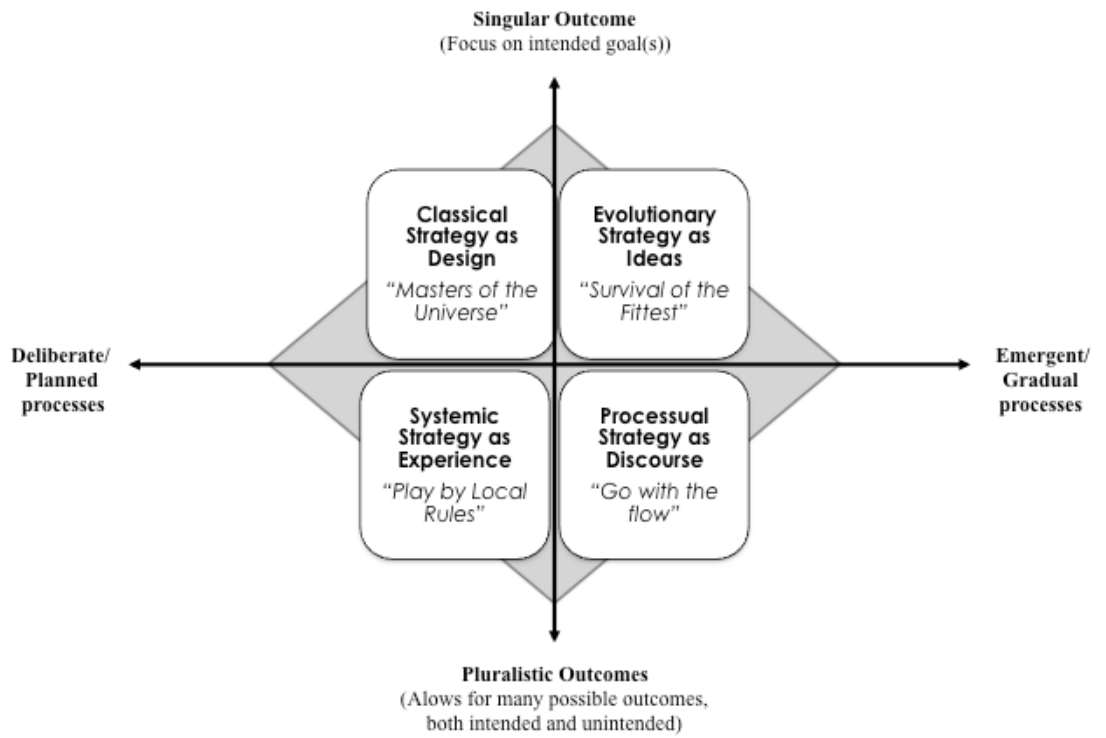 Singular Outcome
(Focus on intended goal(s))
Classical
Strategy as
Design
“Masters of the
Universe”
Evolutionary
Strategy as
Ideas
“Survival of the
Fittest”
Deliberate/
Planned
processes
Emergent/
Gradual
processes
Systemic
Strategy as
Experience
“Play by Local
Rules”
Processual
Strategy as
Discourse
“Go with the
flow”
Pluralistic Outcomes
(Alows for many possible outcomes,
both intended and unintended)